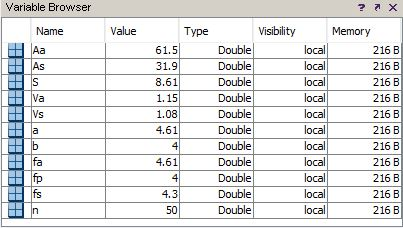 Variable Browser ? ↗ ×
Name Value Type Visibility Memory
Aa 61.5 Double local 216 B
As 31.9 Double local 216 B
S 8.61 Double local 216 B
Va 1.15 Double local 216 B
Vs 1.08 Double local 216 B
a 4.61 Double local 216 B
b 4 Double local 216 B
fa 4.61 Double local 216 B
fp 4 Double local 216 B
fs 4.3 Double local 216 B
n 50 Double local 216 B